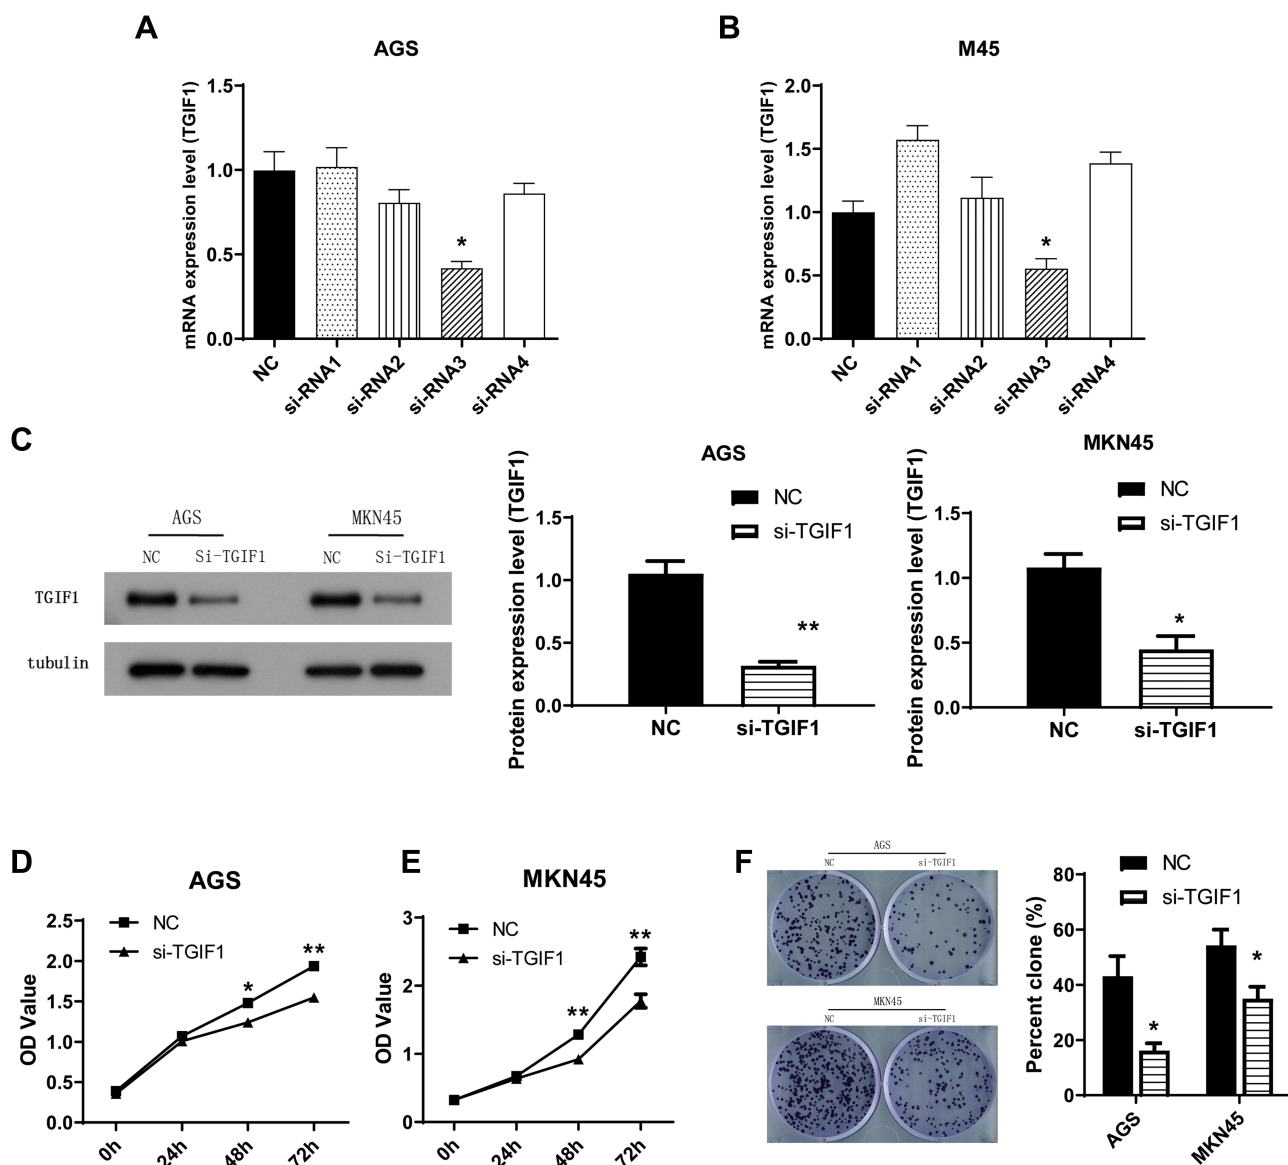 A
AGS
mRNA expression level (TGIF1)
1.5
1.0
0.5
0.0
NC
si-RNA1
si-RNA2
si-RNA3
si-RNA4
*
B
M45
mRNA expression level (TGIF1)
2.0
1.5
1.0
0.5
0.0
NC
si-RNA1
si-RNA2
si-RNA3
si-RNA4
*
C
AGS
MKN45
NC
Si-TGIF1
NC
Si-TGIF1
TGIF1
tubulin
AGS
NC
si-TGIF1
Protein expression level (TGIF1)
1.5
1.0
0.5
0.0
**
NC
si-TGIF1
MKN45
NC
si-TGIF1
Protein expression level (TGIF1)
1.5
1.0
0.5
0.0
*
NC
si-TGIF1
D
AGS
NC
si-TGIF1
OD Value
2.5
2.0
1.5
1.0
0.5
0.0
*
**
0h
24h
48h
72h
E
MKN45
NC
si-TGIF1
OD Value
3
2
1
0
**
**
0h
24h
48h
72h
F
AGS
NC
si-TGIF1
MKN45
NC
si-TGIF1
NC
si-TGIF1
Percent clone (%)
80
60
40
20
0
*
*
AGS
MKN45